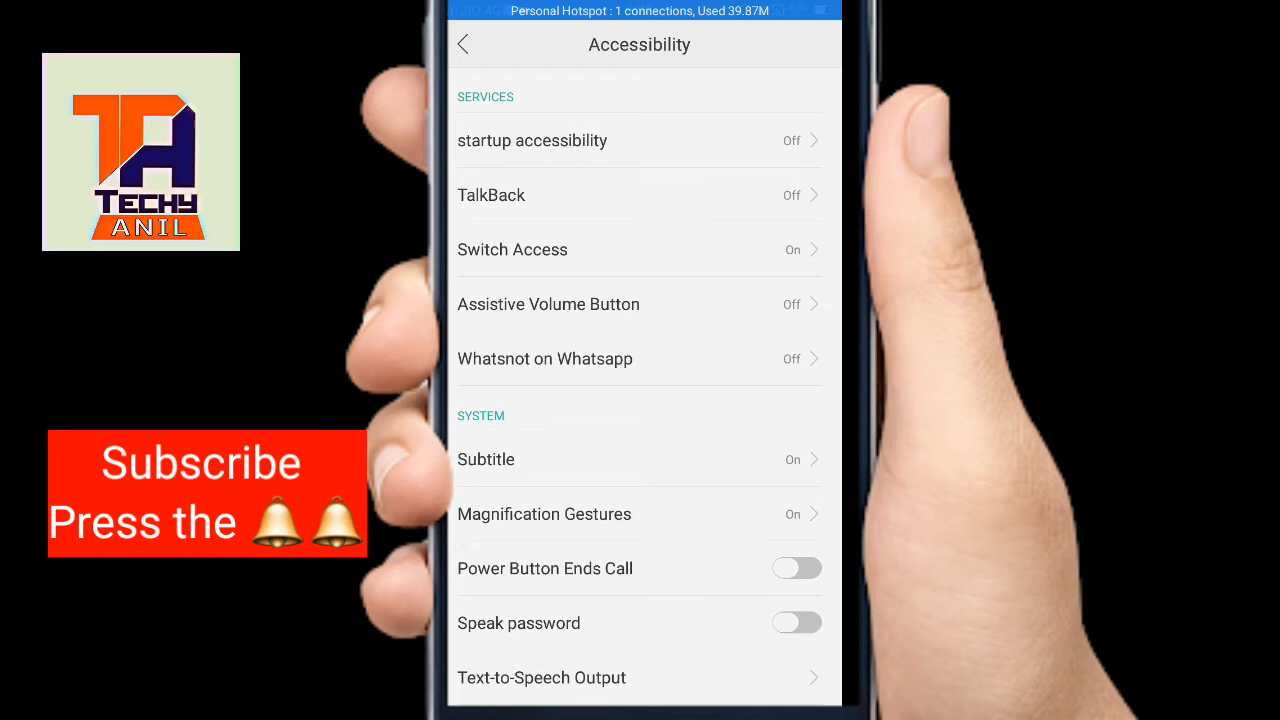 Personal Hotspot : 1 connections, Used 39.87M
Accessibility
SERVICES
startup accessibility Off
TalkBack Off
Switch Access On
Assistive Volume Button Off
Whatsnot on Whatsapp Off
SYSTEM
Subtitle On
Magnification Gestures On
Power Button Ends Call
Speak password
Text-to-Speech Output
TA
TECHY
ANIL
Subscribe
Press the 🔔🔔